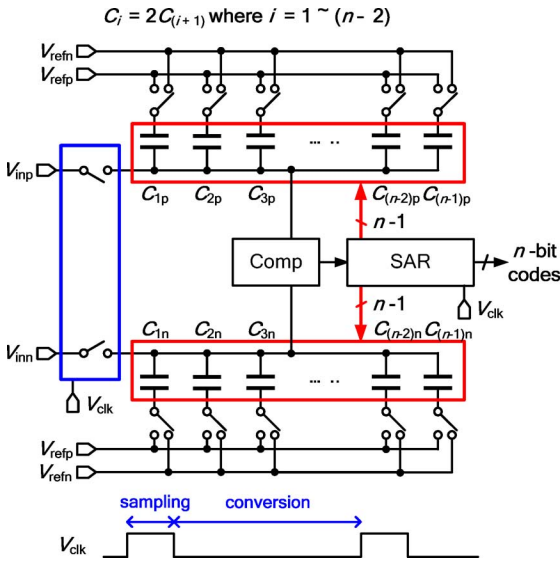 C_i = 2C_(i+1) where i = 1 ~ (n - 2)
V_refn
V_refp
V_inp
C_1p C_2p C_3p ... .. C_(n-2)p C_(n-1)p
n-1
Comp SAR n-bit codes
n-1
V_clk
C_1n C_2n C_3n ... .. C_(n-2)n C_(n-1)n
V_inn
V_clk
V_refp
V_refn
sampling conversion
V_clk